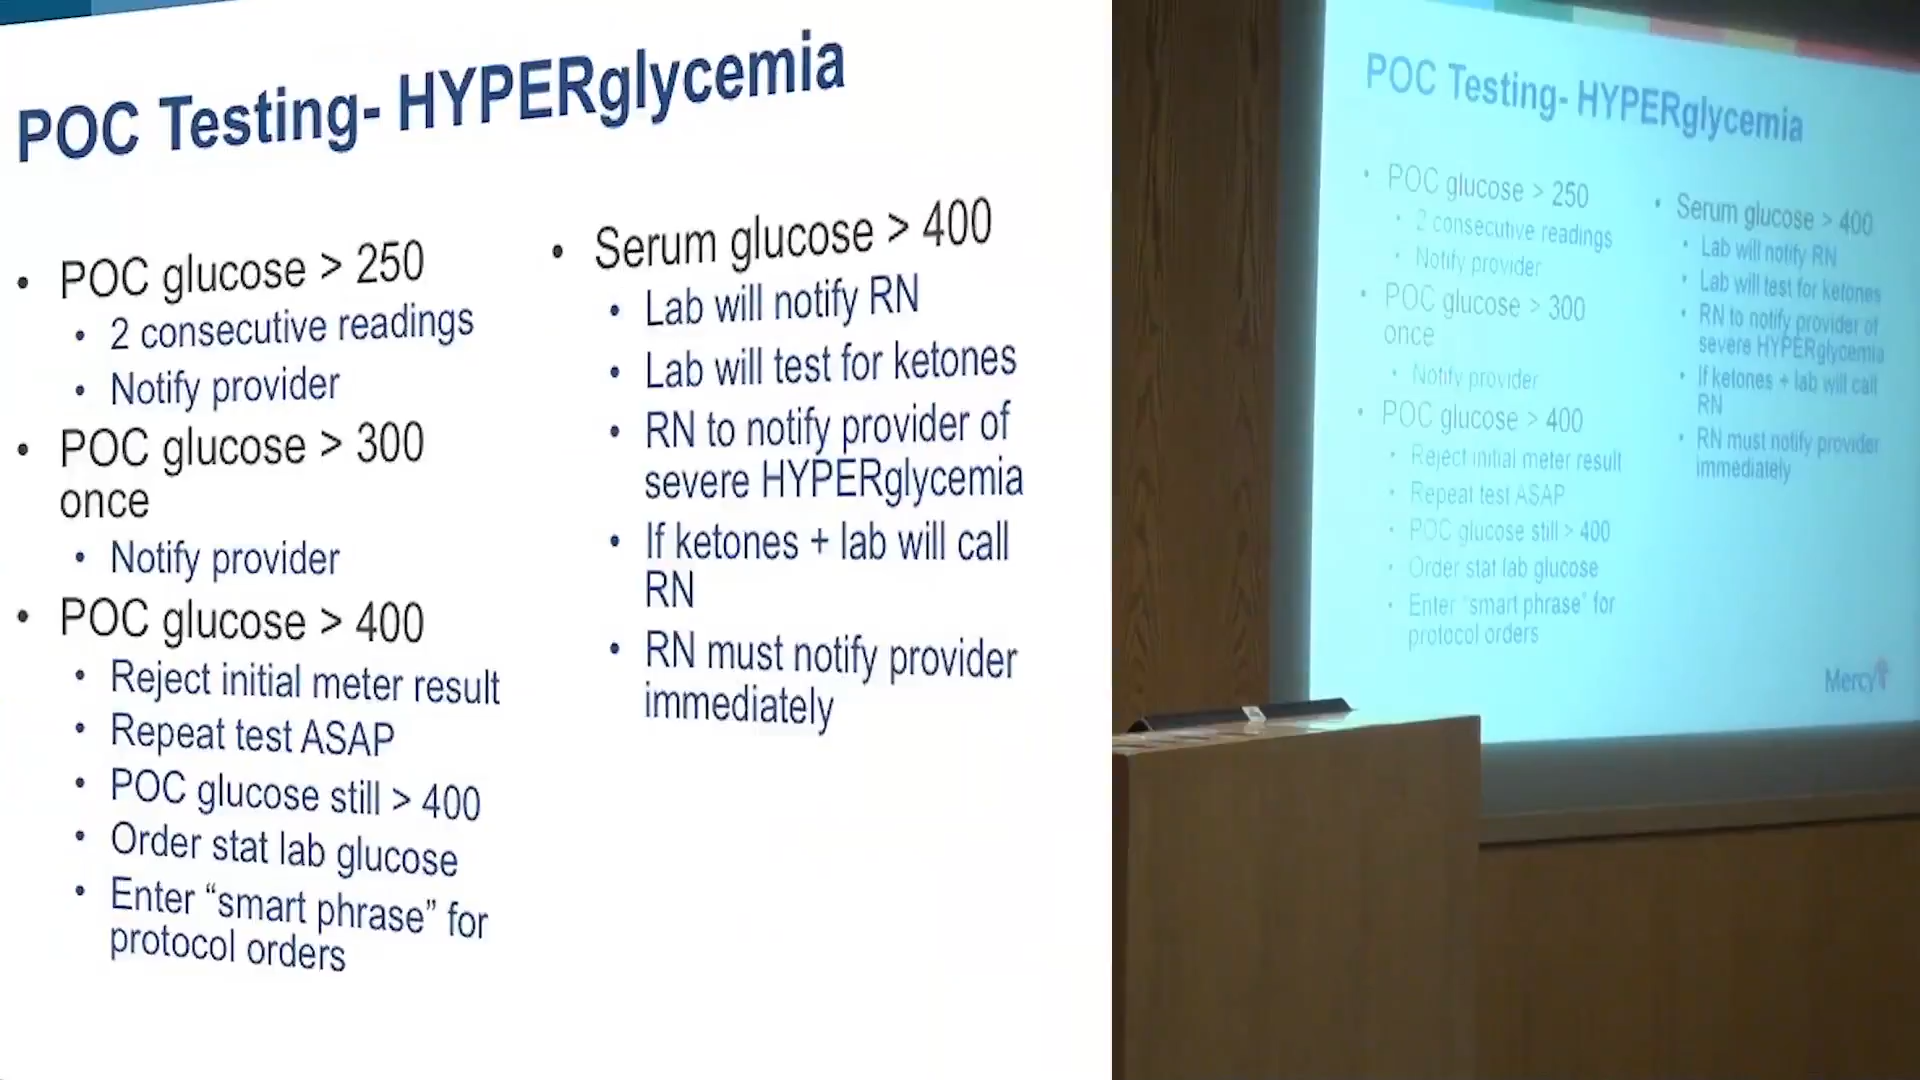 POC Testing- HYPERglycemia
• POC glucose > 250
• 2 consecutive readings
• Notify provider
• POC glucose > 300
once
• Notify provider
• POC glucose > 400
• Reject initial meter result
• Repeat test ASAP
• POC glucose still > 400
• Order stat lab glucose
• Enter “smart phrase” for
protocol orders
• Serum glucose > 400
• Lab will notify RN
• Lab will test for ketones
• RN to notify provider of
severe HYPERglycemia
• If ketones + lab will call
RN
• RN must notify provider
immediately
POC Testing- HYPERglycemia
• POC glucose > 250
• 2 consecutive readings
• Notify provider
• POC glucose > 300
once
• Notify provider
• POC glucose > 400
• Reject initial meter result
• Repeat test ASAP
• POC glucose still > 400
• Order stat lab glucose
• Enter “smart phrase” for
protocol orders
• Serum glucose > 400
• Lab will notify RN
• Lab will test for ketones
• RN to notify provider of
severe HYPERglycemia
• If ketones + lab will call
RN
• RN must notify provider
immediately
Mercy